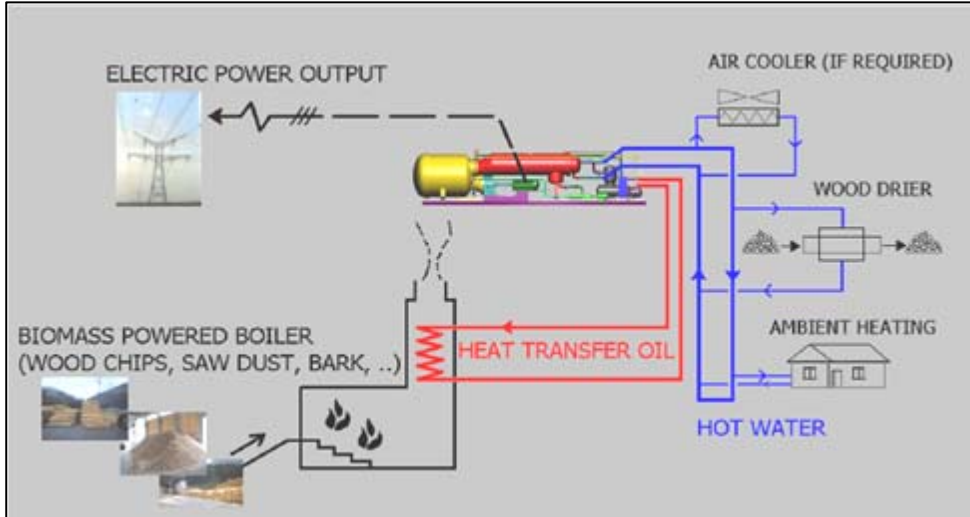 ELECTRIC POWER OUTPUT
AIR COOLER (IF REQUIRED)
WOOD DRIER
BIOMASS POWERED BOILER
(WOOD CHIPS, SAW DUST, BARK, ..)
HEAT TRANSFER OIL
AMBIENT HEATING
HOT WATER